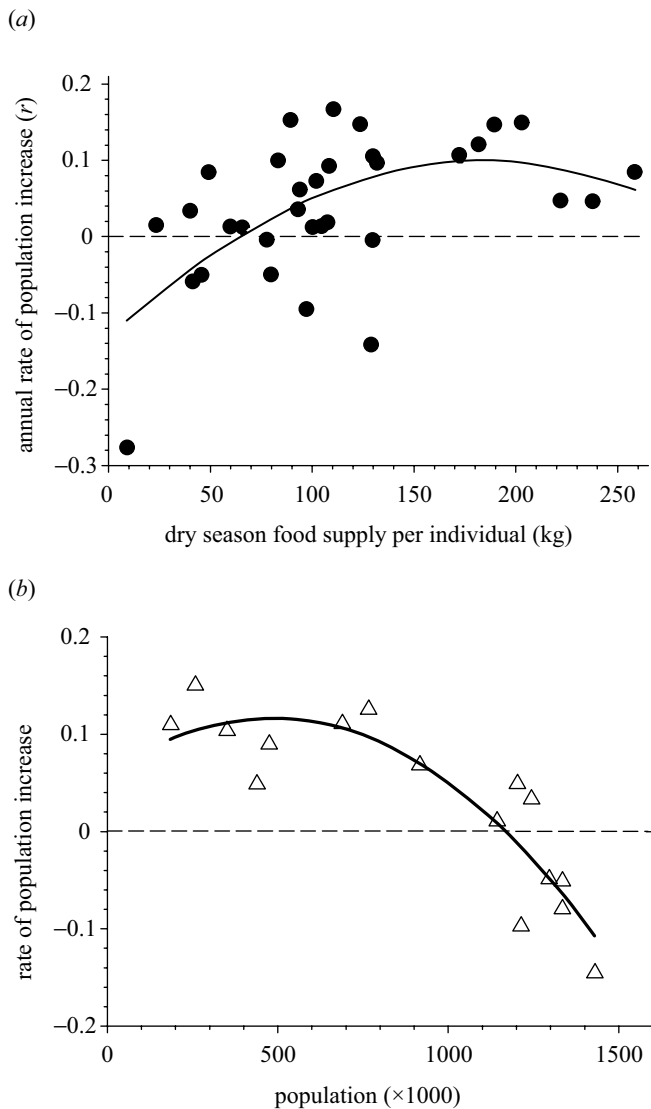 (a)
0.2
0.1
0
–0.1
–0.2
–0.3
annual rate of population increase (r)
0 50 100 150 200 250
dry season food supply per individual (kg)
(b)
0.2
0.1
0
–0.1
–0.2
rate of population increase
0 500 1000 1500
population (×1000)